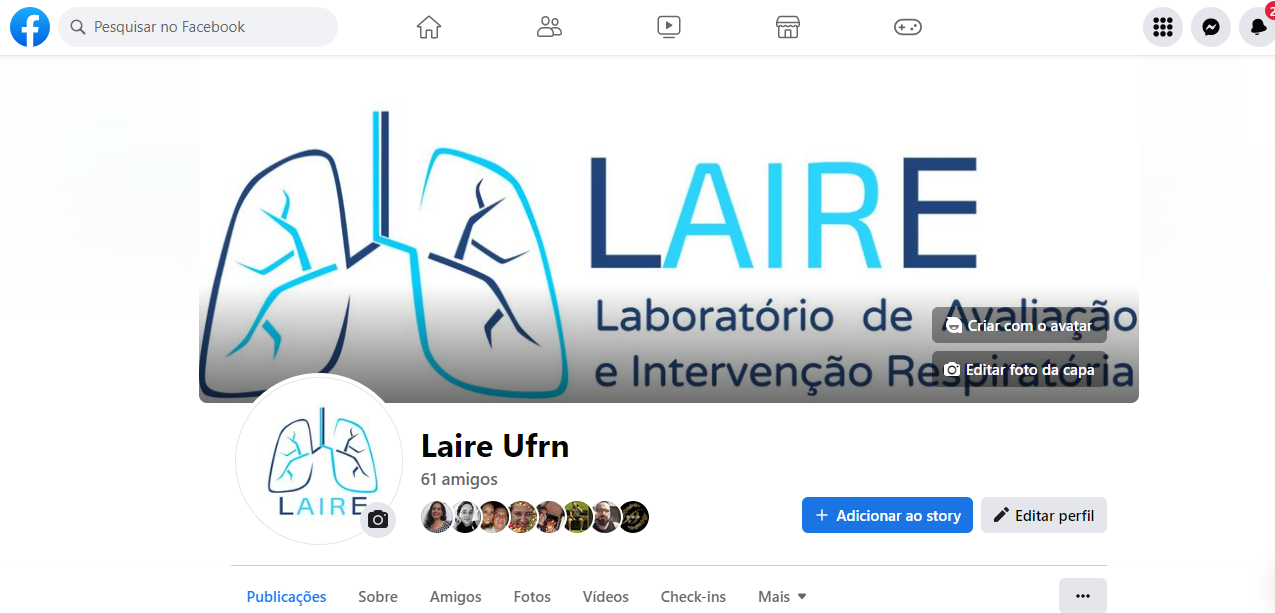 Pesquisar no Facebook
2
LAIRE
Laboratório de Avaliação
e Intervenção Respiratória
Criar com o avatar
Editar foto da capa
LAIRE
Laire Ufrn
61 amigos
+ Adicionar ao story
Editar perfil
Publicações Sobre Amigos Fotos Vídeos Check-ins Mais